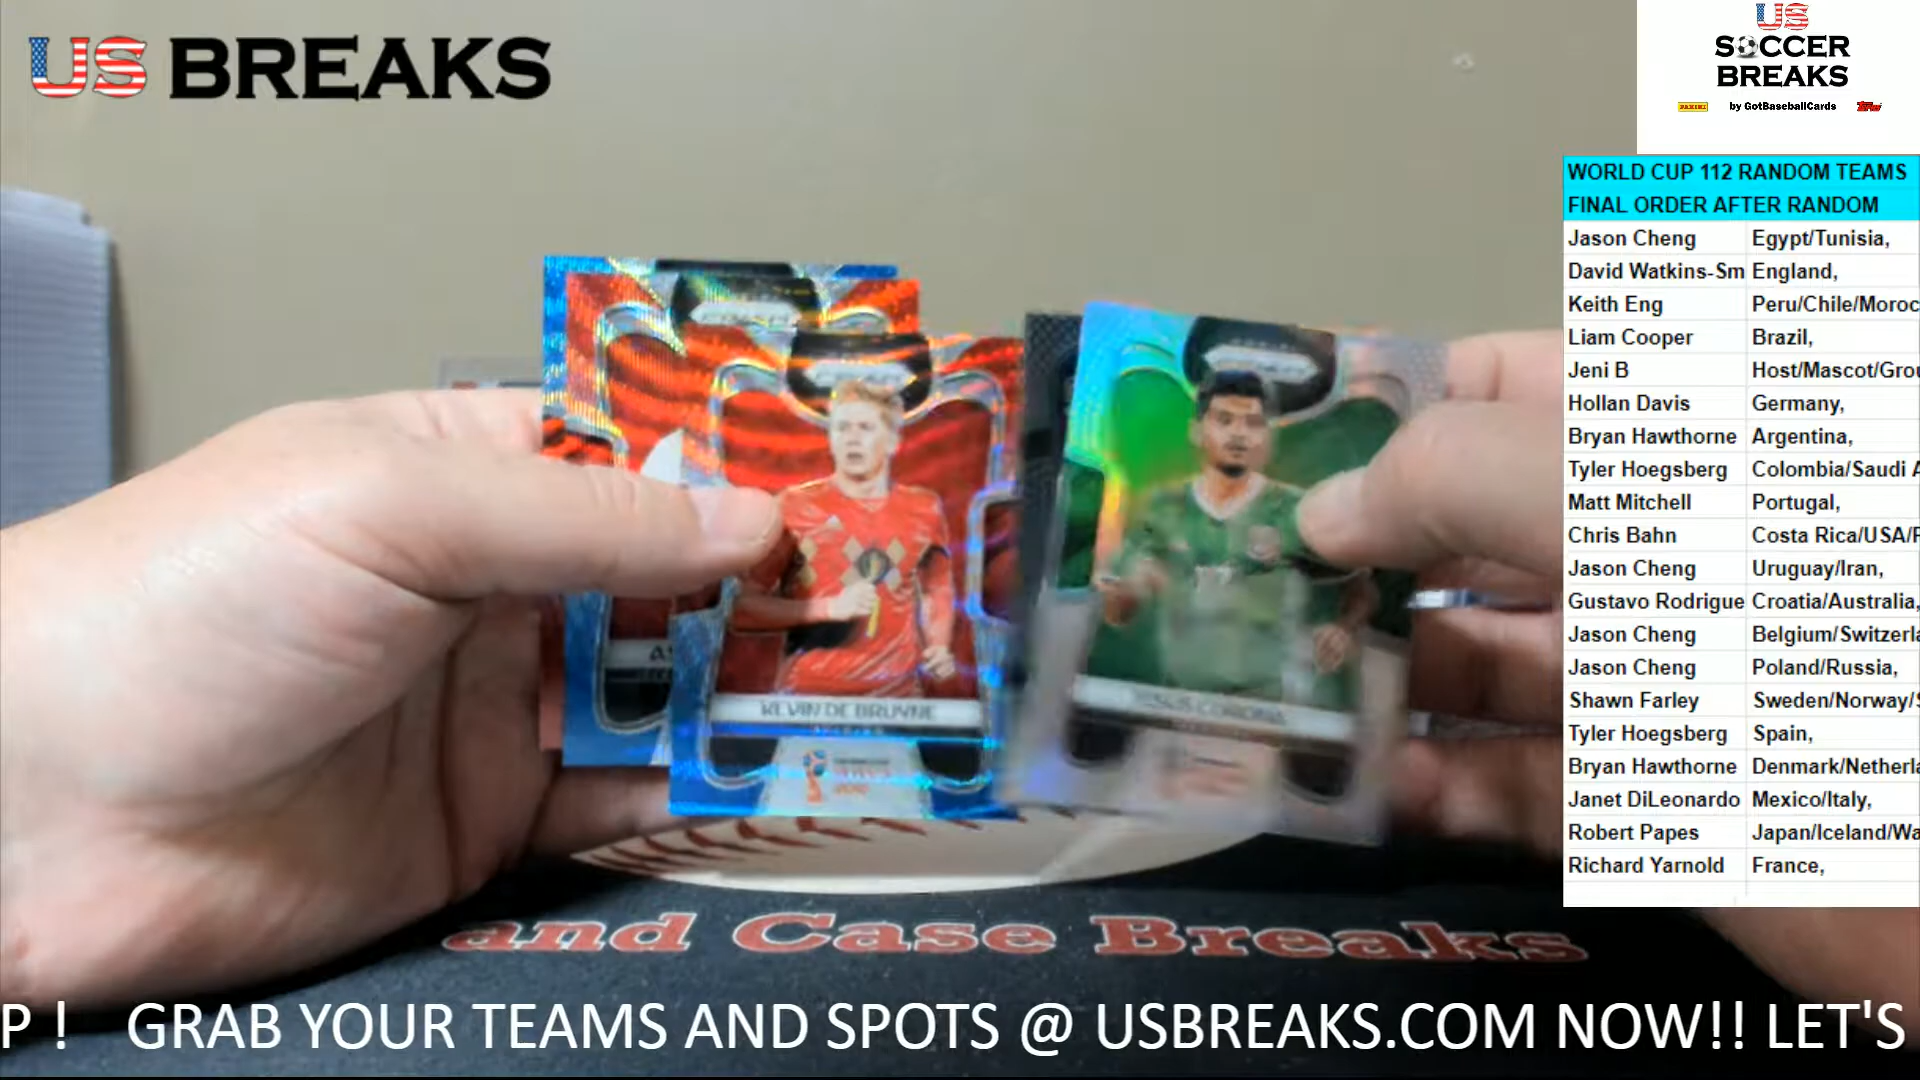 US BREAKS
US
SOCCER
BREAKS
PANINI by GotBaseballCards
WORLD CUP 112 RANDOM TEAMS
FINAL ORDER AFTER RANDOM
Jason Cheng Egypt/Tunisia,
David Watkins-Sm England,
Keith Eng Peru/Chile/Moroc
Liam Cooper Brazil,
Jeni B Host/Mascot/Grou
Hollan Davis Germany,
Bryan Hawthorne Argentina,
Tyler Hoegsberg Colombia/Saudi A
Matt Mitchell Portugal,
Chris Bahn Costa Rica/USA/F
Jason Cheng Uruguay/Iran,
Gustavo Rodrigue Croatia/Australia,
Jason Cheng Belgium/Switzerla
Jason Cheng Poland/Russia,
Shawn Farley Sweden/Norway/S
Tyler Hoegsberg Spain,
Bryan Hawthorne Denmark/Netherla
Janet DiLeonardo Mexico/Italy,
Robert Papes Japan/Iceland/Wa
Richard Yarnold France,
KEVIN DE BRUYNE
JESUS CORONA
and Case Breaks
P ! GRAB YOUR TEAMS AND SPOTS @ USBREAKS.COM NOW!! LET'S